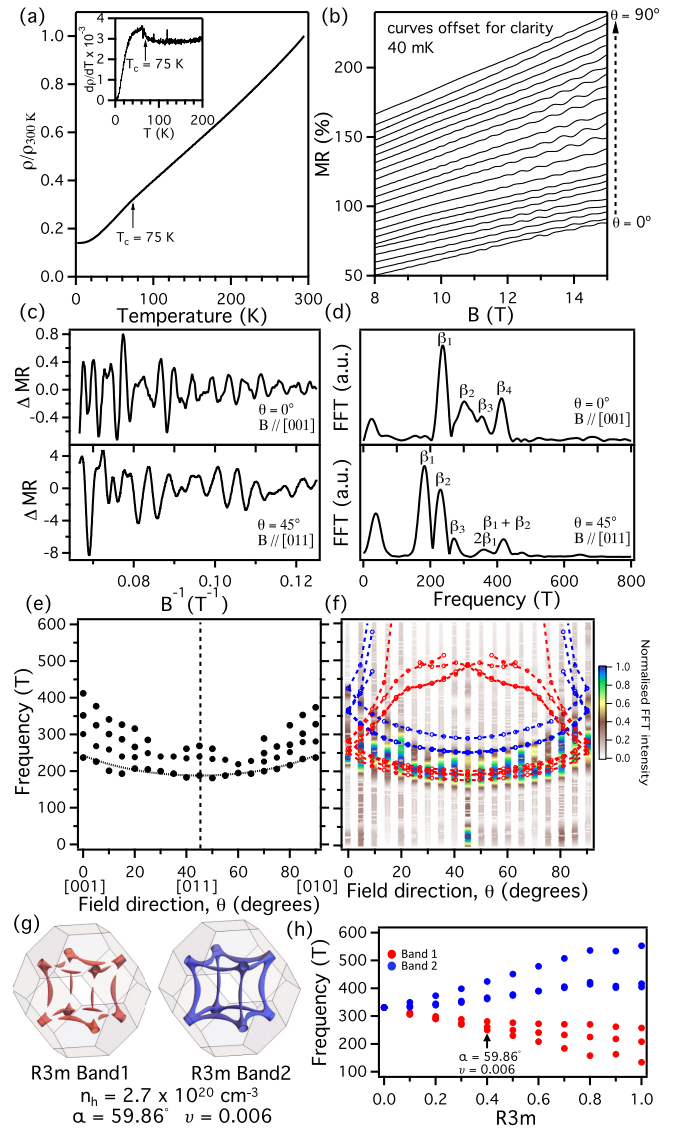 (a)
ρ/ρ300 K
1.0
0.8
0.6
0.4
0.2
0.0
dρ/dT x 10-3
4
3
2
1
0
Tc = 75 K
0 100 200
T (K)
Tc = 75 K
0 100 200 300
Temperature (K)
(b)
curves offset for clarity
40 mK
θ= 90°
θ= 0°
MR (%)
200
150
100
50
8 10 12 14
B (T)
(c)
Δ MR
0.8
0.4
0.0
-0.4
θ = 0°
B // [001]
Δ MR
4
0
-4
-8
θ = 45°
B // [011]
0.08 0.10 0.12
B-1 (T-1)
(d)
FFT (a.u.)
β1
β2
β3
β4
θ = 0°
B // [001]
FFT (a.u.)
β1
β2
β3
β1 + β2
2β1
θ = 45°
B // [011]
0 200 400 600 800
Frequency (T)
(e)
Frequency (T)
600
500
400
300
200
100
0
0 20 40 60 80
[001] [011] [010]
Field direction, θ (degrees)
(f)
0 20 40 60 80
Field direction, θ (degrees)
1.0
0.8
0.6
0.4
0.2
0.0
Normalised FFT intensity
(g)
R3m Band1 R3m Band2
nh = 2.7 x 1020 cm-3
α = 59.86° υ = 0.006
(h)
Frequency (T)
600
500
400
300
200
100
Band 1
Band 2
α = 59.86°
υ = 0.006
0.0 0.2 0.4 0.6 0.8 1.0
R3m